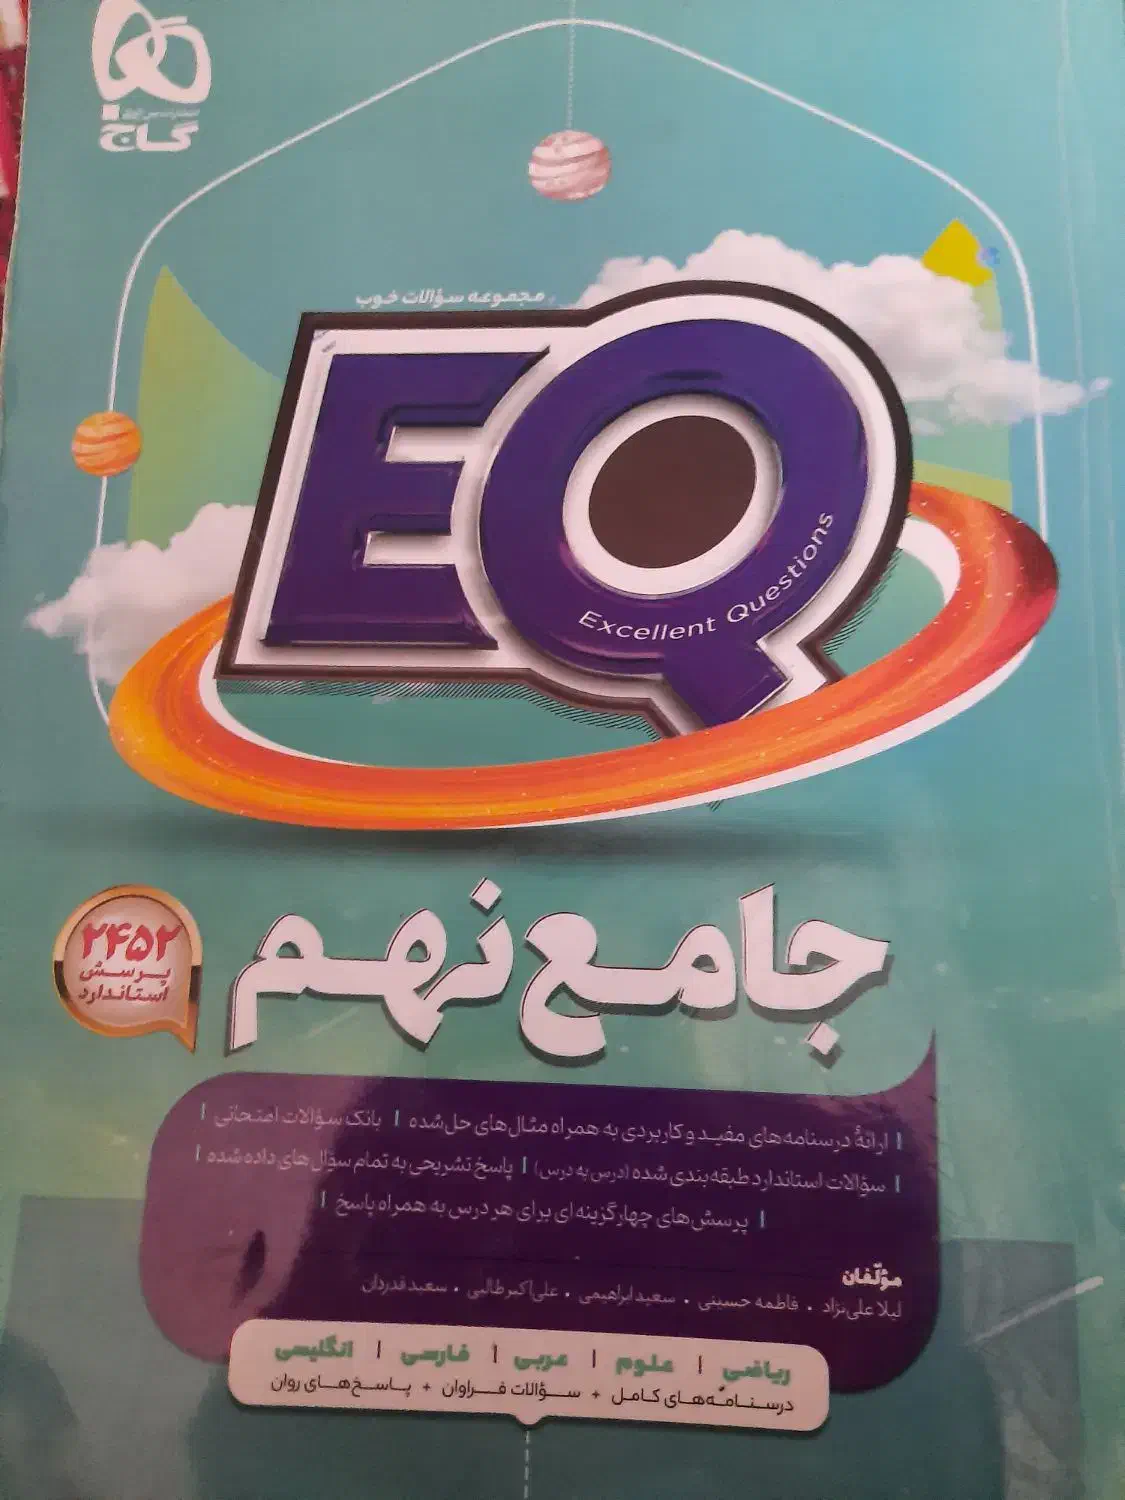 گاج
مجموعه سؤالات خوب
EQ
Excellent Questions
جامع نهم
۲۴۵۲
پرسش
استاندارد
| ارائهٔ درسنامه‌های مفید و کاربردی به همراه مثال‌های حل‌شده | بانک سؤالات امتحانی |
| سؤالات استاندارد طبقه‌بندی شده (درس به درس) | پاسخ تشریحی به تمام سؤال‌های داده شده |
| پرسش‌های چهارگزینه‌ای برای هر درس به همراه پاسخ |
مؤلّفان
لیلا علی‌نژاد . فاطمه حسینی . سعید ابراهیمی . علی‌اکبر طالبی . سعید قدردان
ریاضی | علوم | عربی | فارسی | انگلیسی
درسنامه‌های کامل + سؤالات فراوان + پاسخ‌های روان